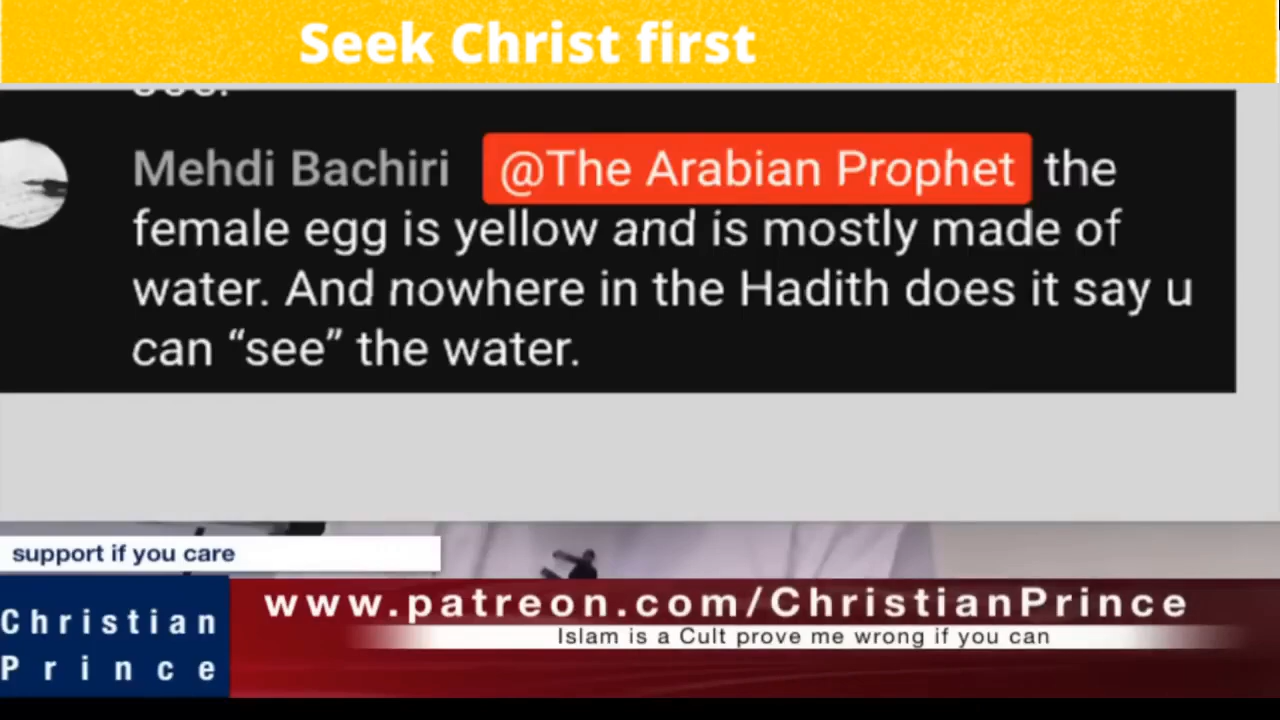 Seek Christ first
Mehdi Bachiri @The Arabian Prophet the
female egg is yellow and is mostly made of
water. And nowhere in the Hadith does it say u
can “see” the water.
support if you care
Christian
Prince
www.patreon.com/ChristianPrince
Islam is a Cult prove me wrong if you can